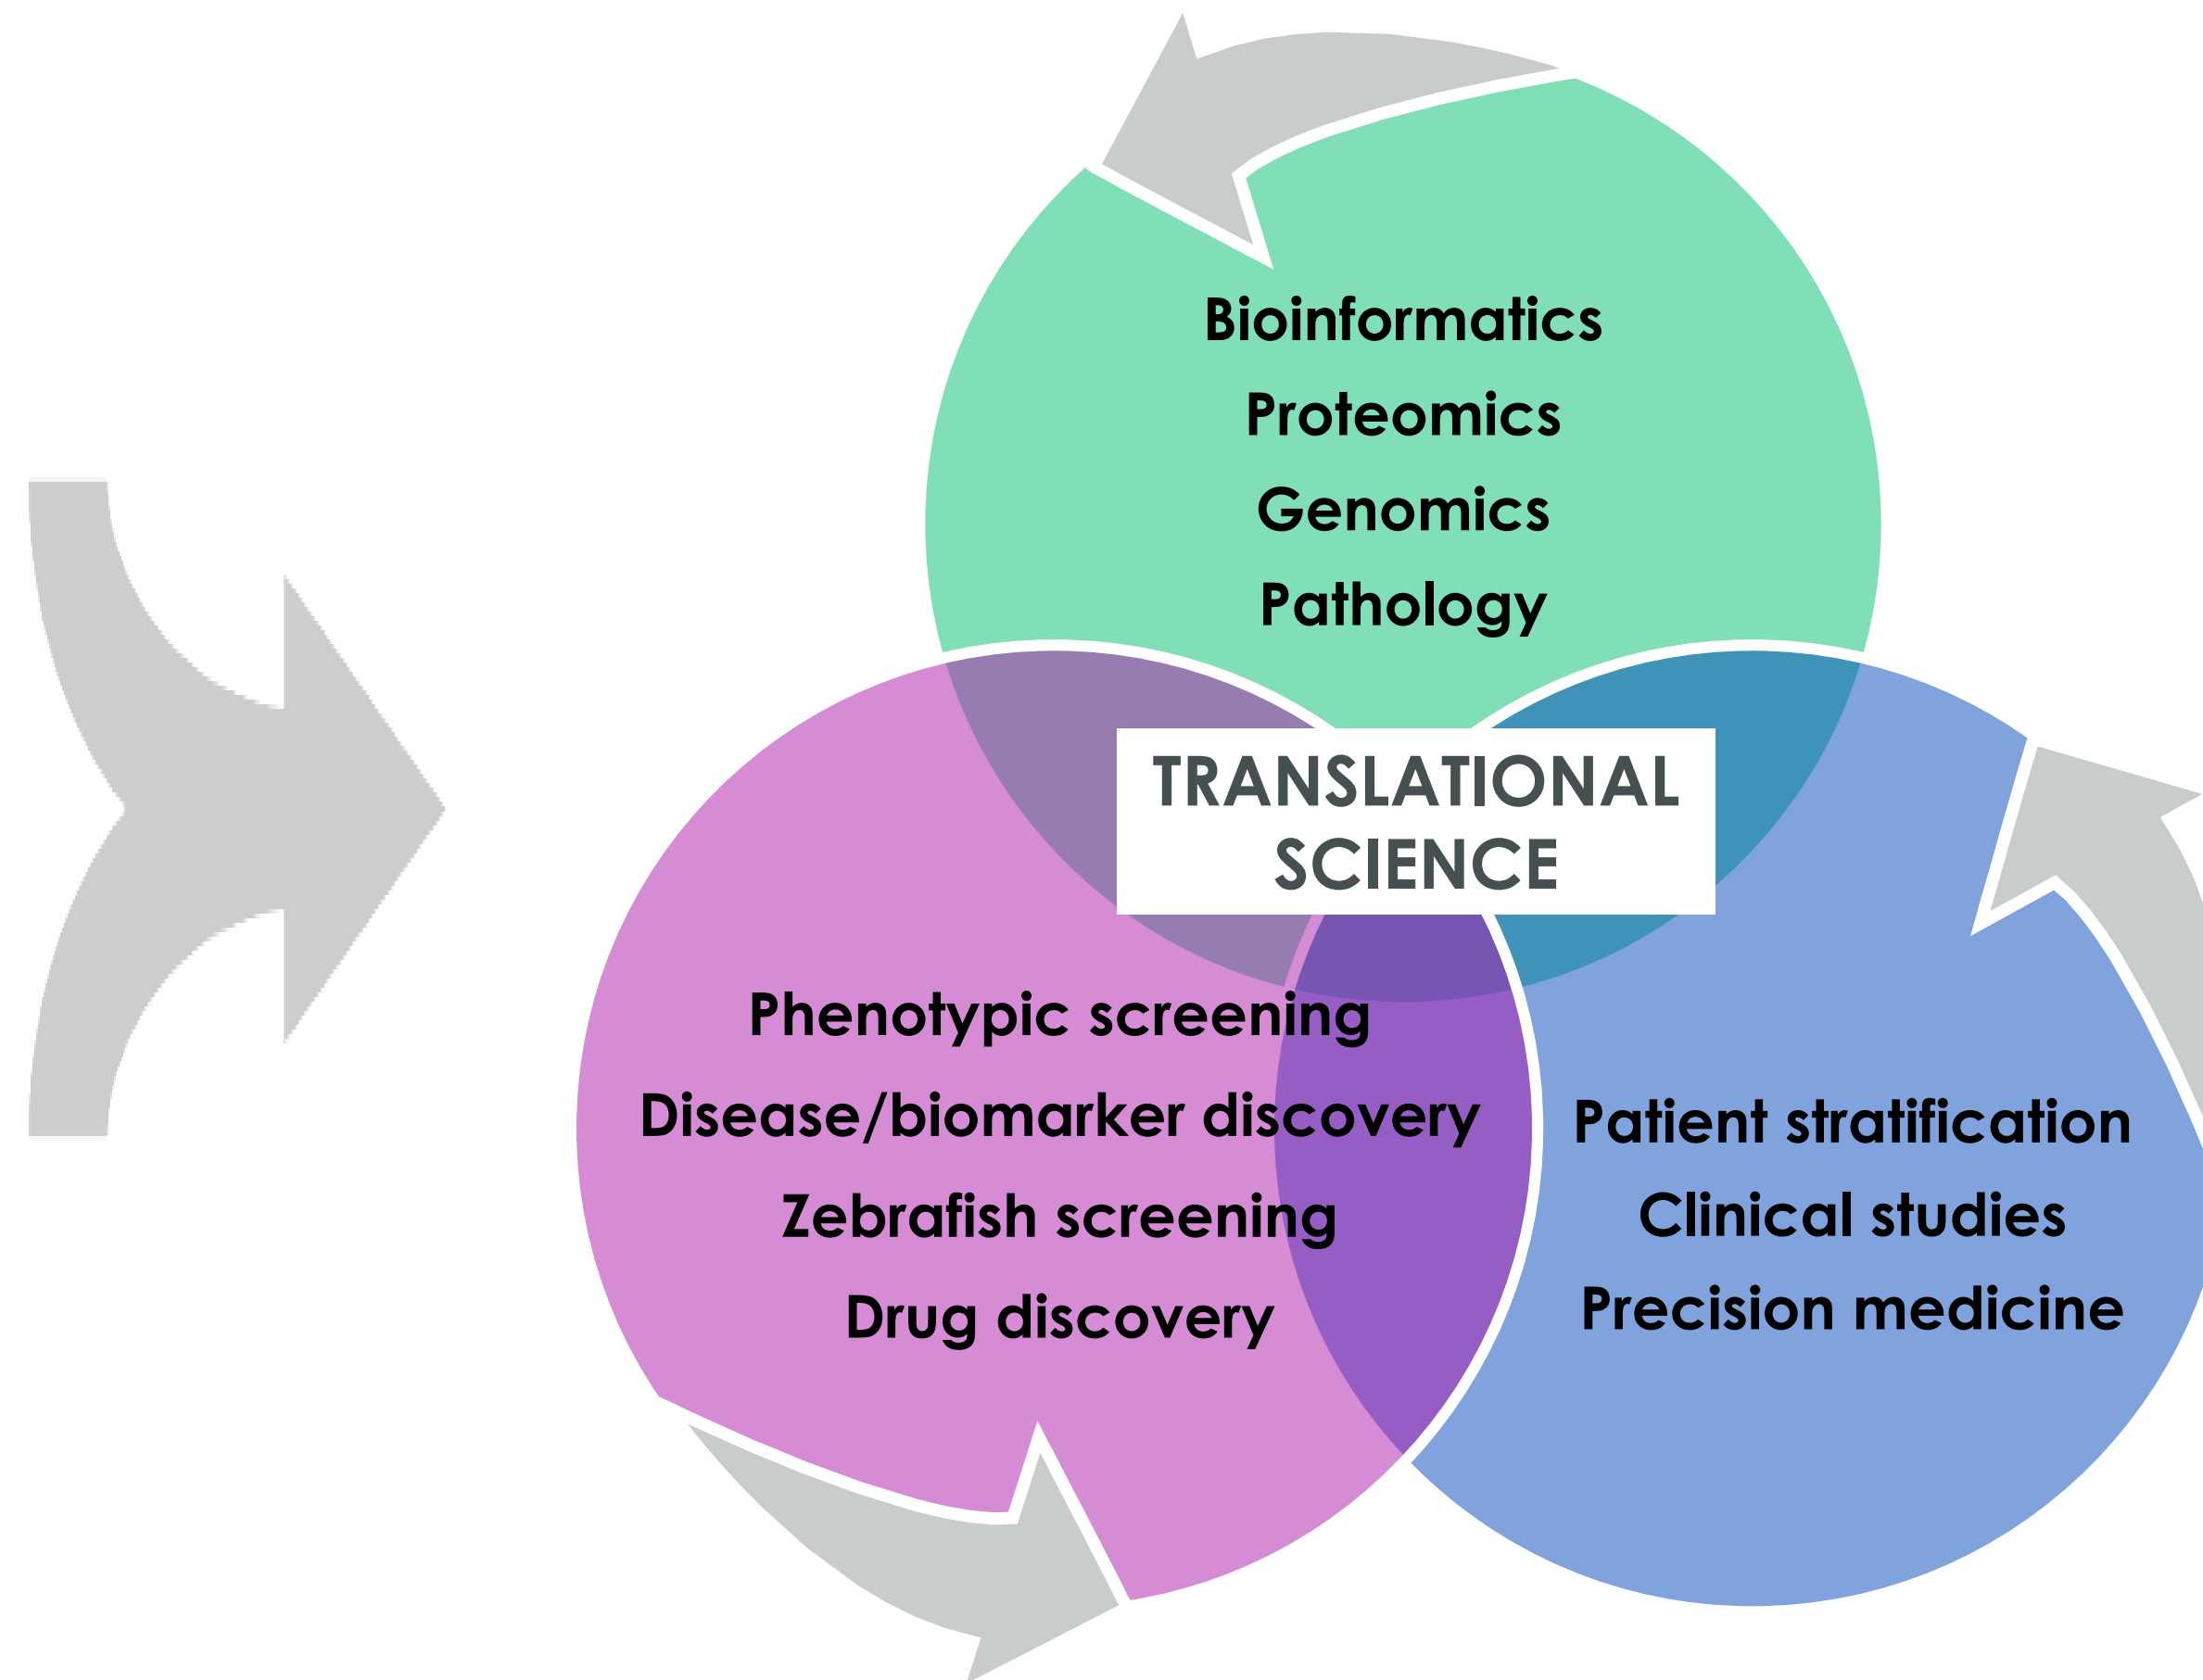 Bioinformatics
Proteomics
Genomics
Pathology
TRANSLATIONAL
SCIENCE
Phenotypic screening
Disease/biomarker discovery
Zebrafish screening
Drug discovery
Patient stratification
Clinical studies
Precision medicine